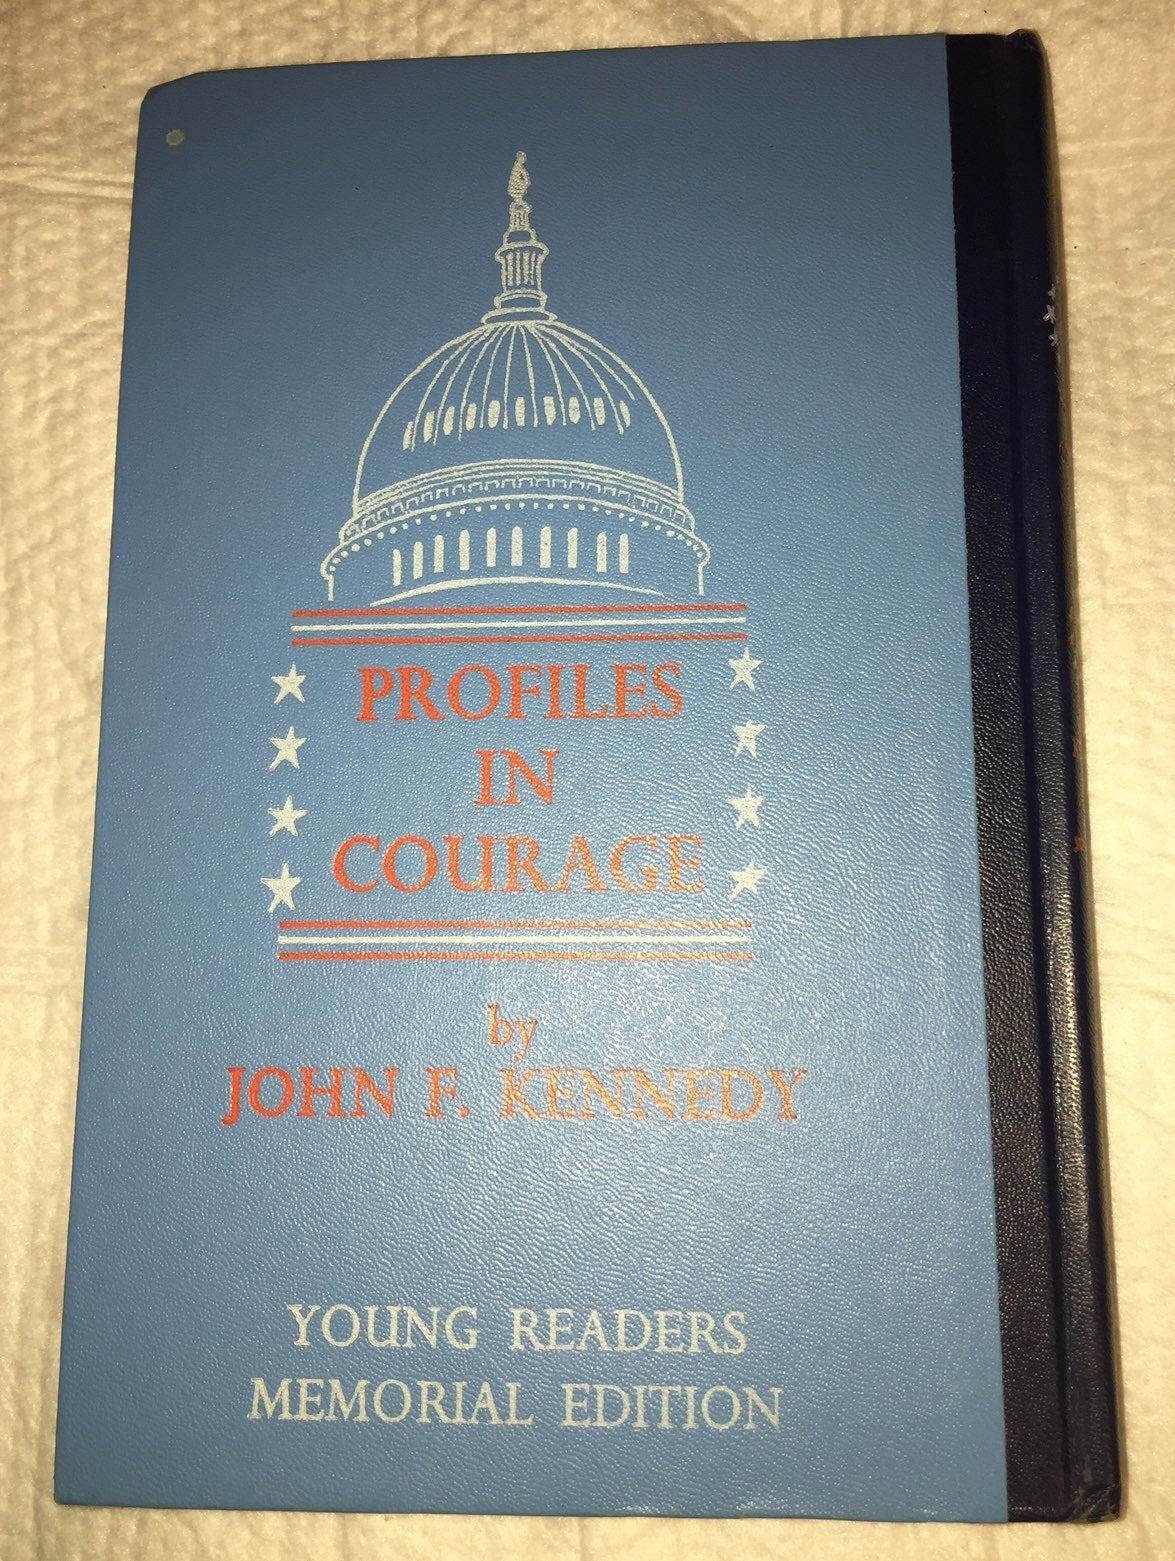 PROFILES
IN
COURAGE
by
JOHN F. KENNEDY
YOUNG READERS
MEMORIAL EDITION